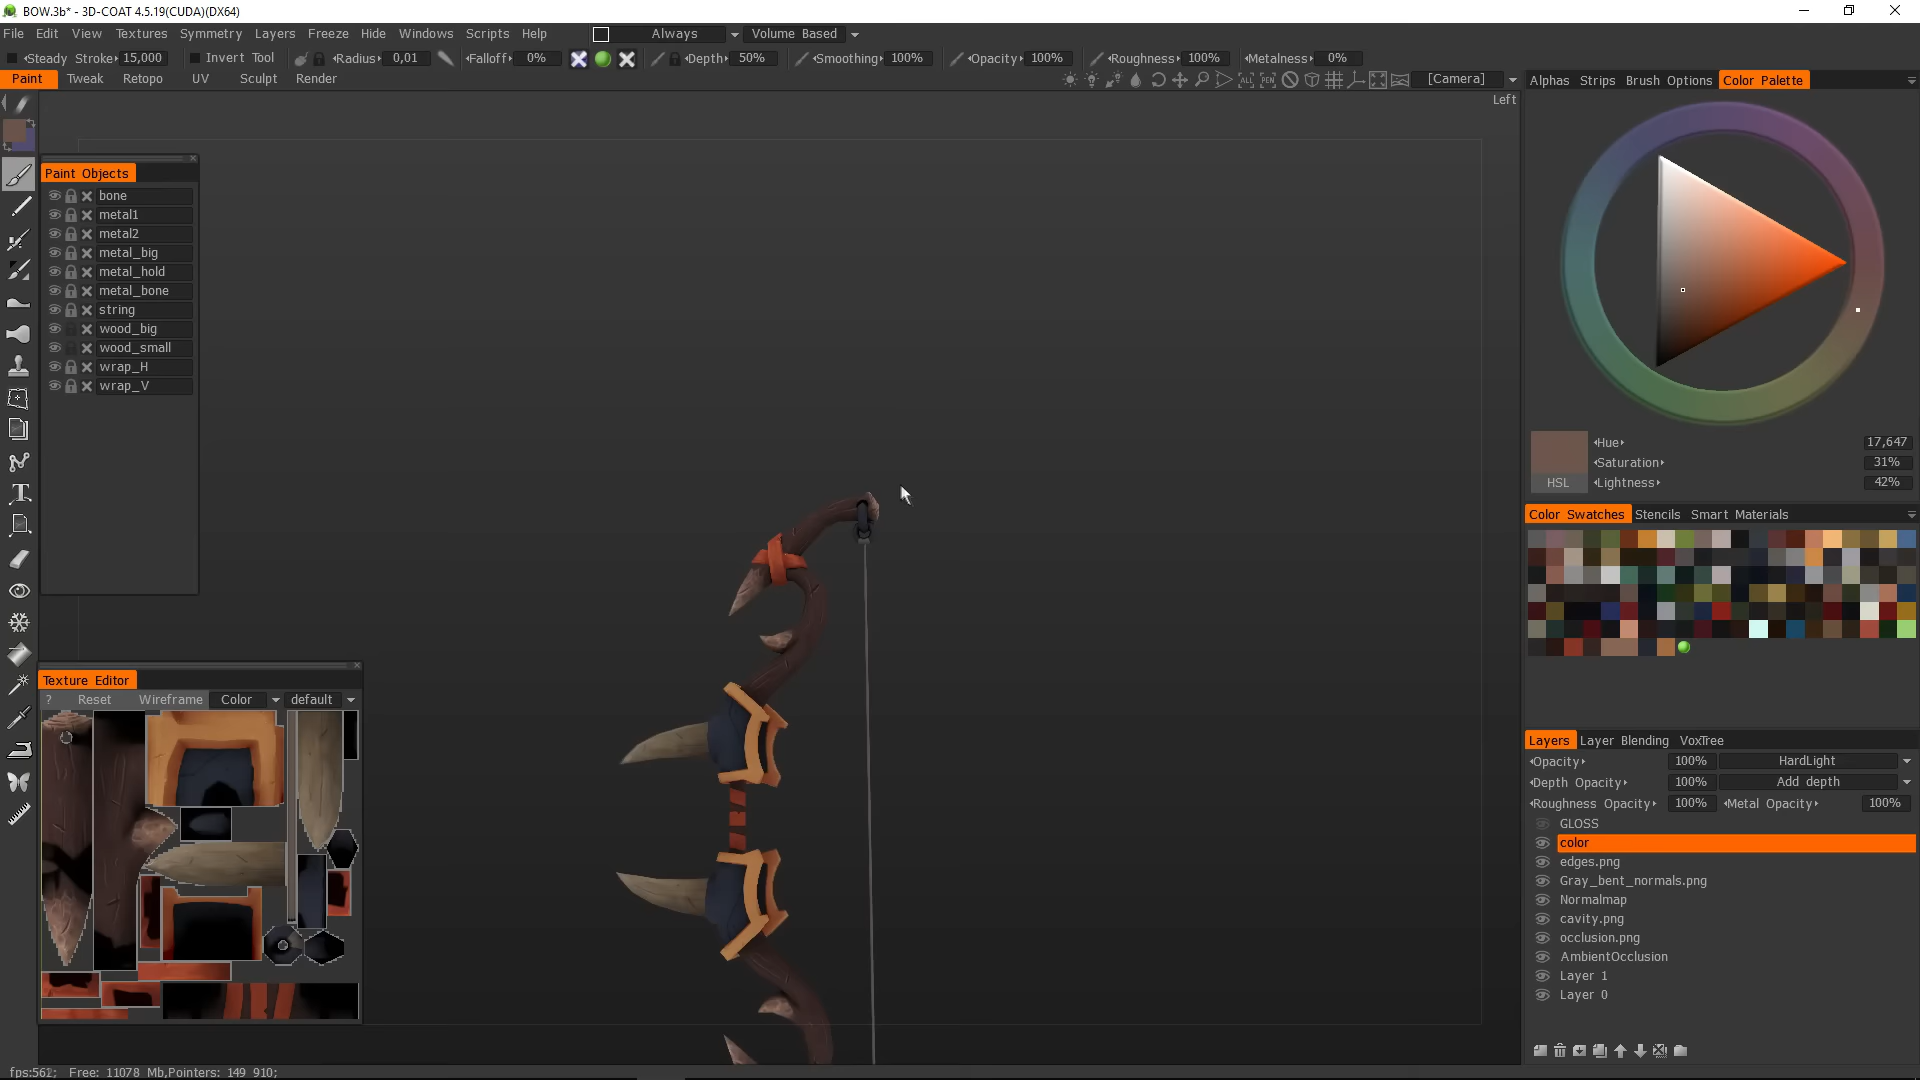 BOW.3b* - 3D-COAT 4.5.19(CUDA)(DX64)
File Edit View Textures Symmetry Layers Freeze Hide Windows Scripts Help Always Volume Based
Steady Stroke 15,000 Invert Tool Radius 0,01 Falloff 0% Depth 50% Smoothing 100% Opacity 100% Roughness 100% Metalness 0%
Paint Tweak Retopo UV Sculpt Render ALL PEN [Camera]
Left
Alphas Strips Brush Options Color Palette
Paint Objects
bone
metal1
metal2
metal_big
metal_hold
metal_bone
string
wood_big
wood_small
wrap_H
wrap_V
Hue 17,647
Saturation 31%
HSL Lightness 42%
Color Swatches Stencils Smart Materials
Texture Editor
? Reset Wireframe Color default
Layers Layer Blending VoxTree
Opacity 100% HardLight
Depth Opacity 100% Add depth
Roughness Opacity 100% Metal Opacity 100%
GLOSS
color
edges.png
Gray_bent_normals.png
Normalmap
cavity.png
occlusion.png
AmbientOcclusion
Layer 1
Layer 0
fps:562; Free: 11078 Mb,Pointers: 149 910;